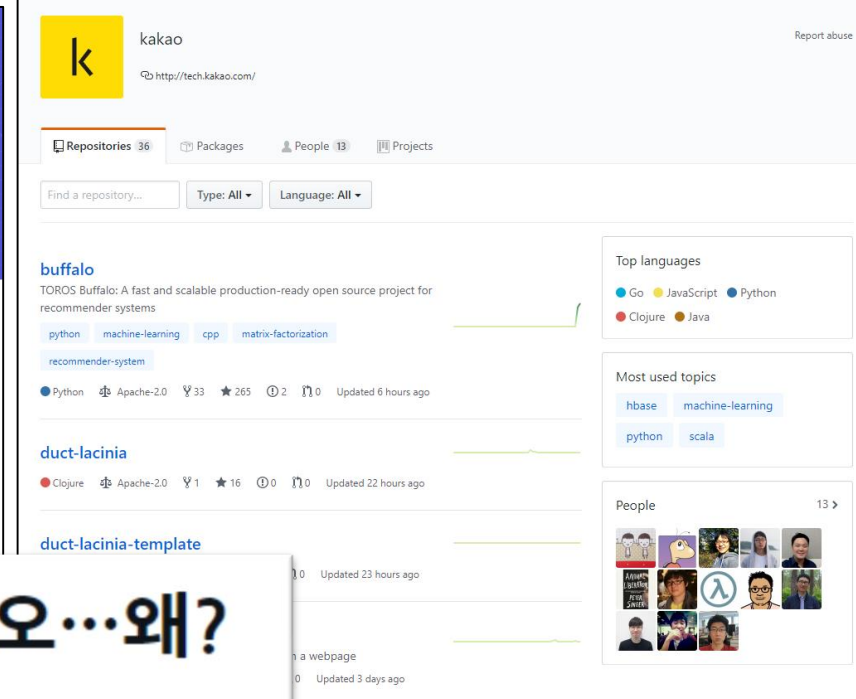 k
kakao
Report abuse
http://tech.kakao.com/
Repositories 36 Packages People 13 Projects
Find a repository... Type: All Language: All
buffalo
TOROS Buffalo: A fast and scalable production-ready open source project for
recommender systems
python machine-learning cpp matrix-factorization
recommender-system
Python Apache-2.0 33 265 2 0 Updated 6 hours ago
duct-lacinia
Clojure Apache-2.0 1 16 0 0 Updated 22 hours ago
duct-lacinia-template
0 Updated 23 hours ago
오…왜?
a webpage
0 Updated 3 days ago
Top languages
Go JavaScript Python
Clojure Java
Most used topics
hbase machine-learning
python scala
People 13
ANIMAL
LIBERATION
PETER
SINGER
λ